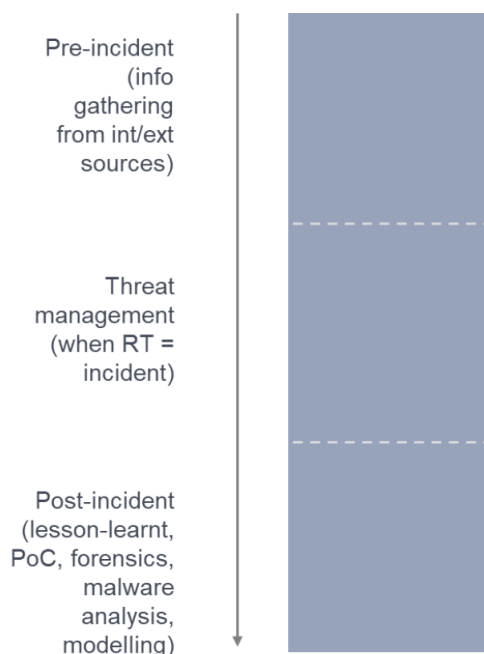 Pre-incident
(info
gathering
from int/ext
sources)
Threat
management
(when RT =
incident)
Post-incident
(lesson-learnt,
PoC, forensics,
malware
analysis,
modelling)